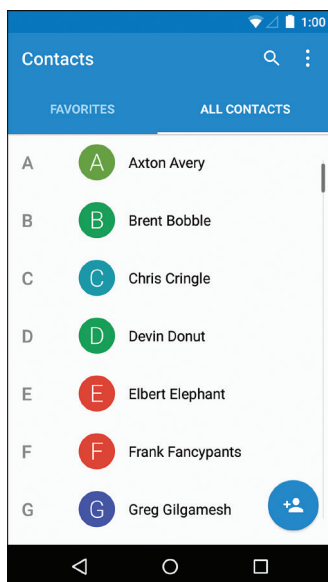 1:00
Contacts
FAVORITES ALL CONTACTS
A A Axton Avery
B B Brent Bobble
C C Chris Cringle
D D Devin Donut
E E Elbert Elephant
F F Frank Fancypants
G G Greg Gilgamesh